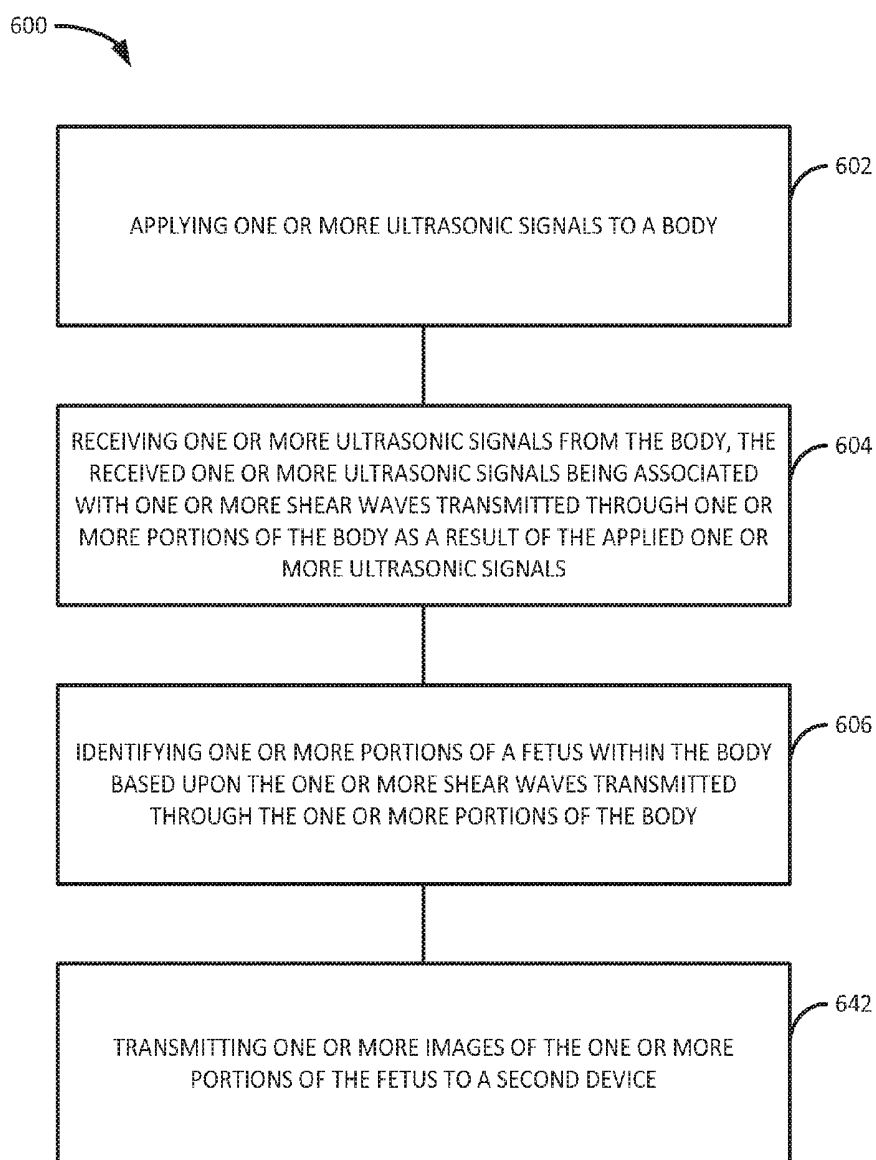 600
602
APPLYING ONE OR MORE ULTRASONIC SIGNALS TO A BODY
604
RECEIVING ONE OR MORE ULTRASONIC SIGNALS FROM THE BODY, THE
RECEIVED ONE OR MORE ULTRASONIC SIGNALS BEING ASSOCIATED
WITH ONE OR MORE SHEAR WAVES TRANSMITTED THROUGH ONE OR
MORE PORTIONS OF THE BODY AS A RESULT OF THE APPLIED ONE OR
MORE ULTRASONIC SIGNALS
606
IDENTIFYING ONE OR MORE PORTIONS OF A FETUS WITHIN THE BODY
BASED UPON THE ONE OR MORE SHEAR WAVES TRANSMITTED
THROUGH THE ONE OR MORE PORTIONS OF THE BODY
642
TRANSMITTING ONE OR MORE IMAGES OF THE ONE OR MORE
PORTIONS OF THE FETUS TO A SECOND DEVICE